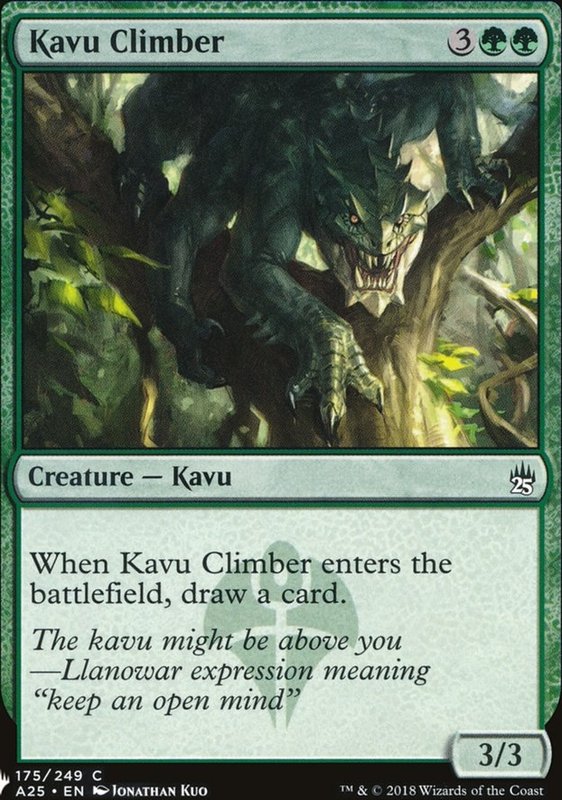 Kavu Climber 3
Creature — Kavu
25
When Kavu Climber enters the
battlefield, draw a card.
The kavu might be above you
—Llanowar expression meaning
“keep an open mind”
3/3
175/249 C
A25 • EN Jonathan Kuo
™ & © 2018 Wizards of the Coast